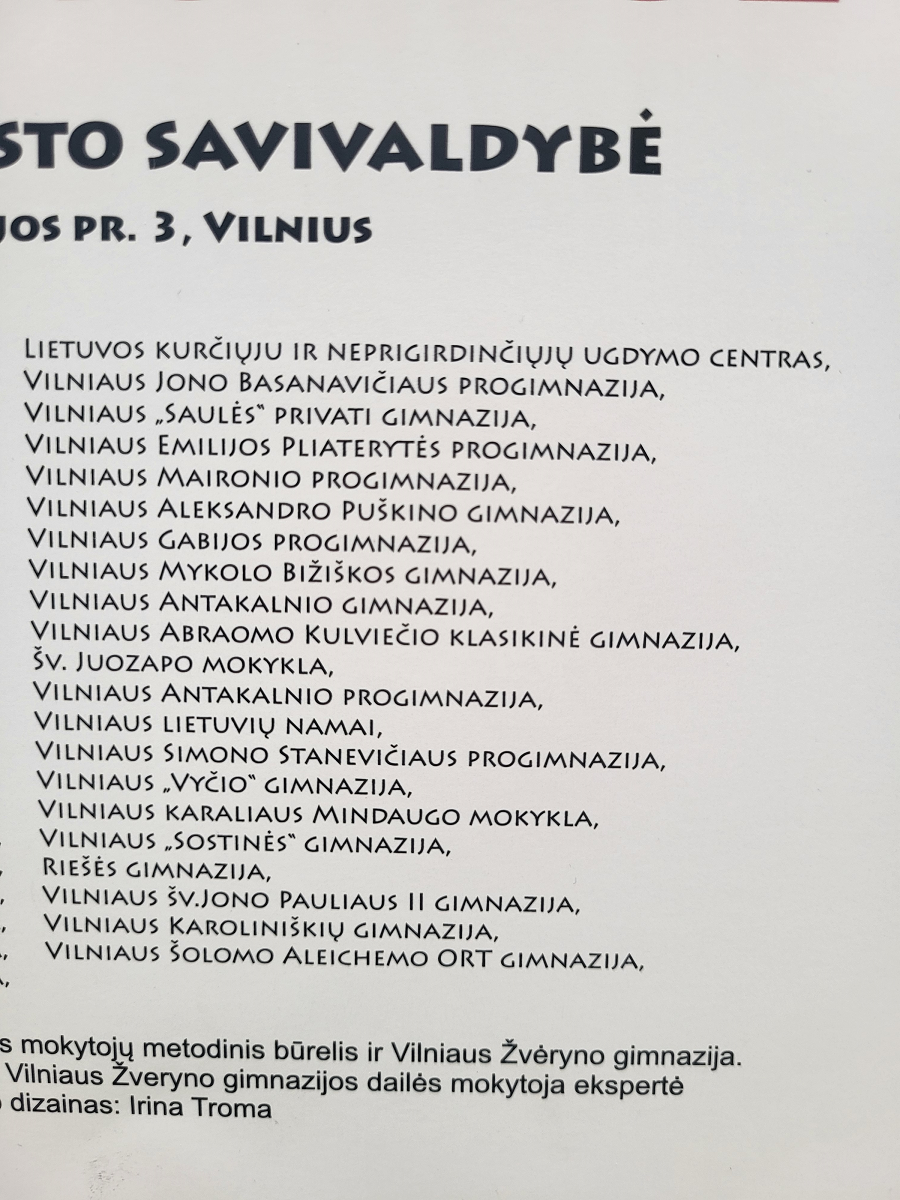 STO SAVIVALDYBĖ
JOS PR. 3, VILNIUS
LIETUVOS KURČIŲJU IR NEPRIGIRDINČIŲJŲ UGDYMO CENTRAS,
VILNIAUS JONO BASANAVIČIAUS PROGIMNAZIJA,
VILNIAUS „SAULĖS“ PRIVATI GIMNAZIJA,
VILNIAUS EMILIJOS PLIATERYTĖS PROGIMNAZIJA,
VILNIAUS MAIRONIO PROGIMNAZIJA,
VILNIAUS ALEKSANDRO PUŠKINO GIMNAZIJA,
VILNIAUS GABIJOS PROGIMNAZIJA,
VILNIAUS MYKOLO BIŽIŠKOS GIMNAZIJA,
VILNIAUS ANTAKALNIO GIMNAZIJA,
VILNIAUS ABRAOMO KULVIEČIO KLASIKINĖ GIMNAZIJA,
ŠV. JUOZAPO MOKYKLA,
VILNIAUS ANTAKALNIO PROGIMNAZIJA,
VILNIAUS LIETUVIŲ NAMAI,
VILNIAUS SIMONO STANEVIČIAUS PROGIMNAZIJA,
VILNIAUS „VYČIO“ GIMNAZIJA,
VILNIAUS KARALIAUS MINDAUGO MOKYKLA,
VILNIAUS „SOSTINĖS“ GIMNAZIJA,
RIEŠĖS GIMNAZIJA,
VILNIAUS ŠV.JONO PAULIAUS II GIMNAZIJA,
VILNIAUS KAROLINIŠKIŲ GIMNAZIJA,
VILNIAUS ŠOLOMO ALEICHEMO ORT GIMNAZIJA,
s mokytojų metodinis būrelis ir Vilniaus Žvėryno gimnazija.
Vilniaus Žveryno gimnazijos dailės mokytoja ekspertė
dizainas: Irina Troma